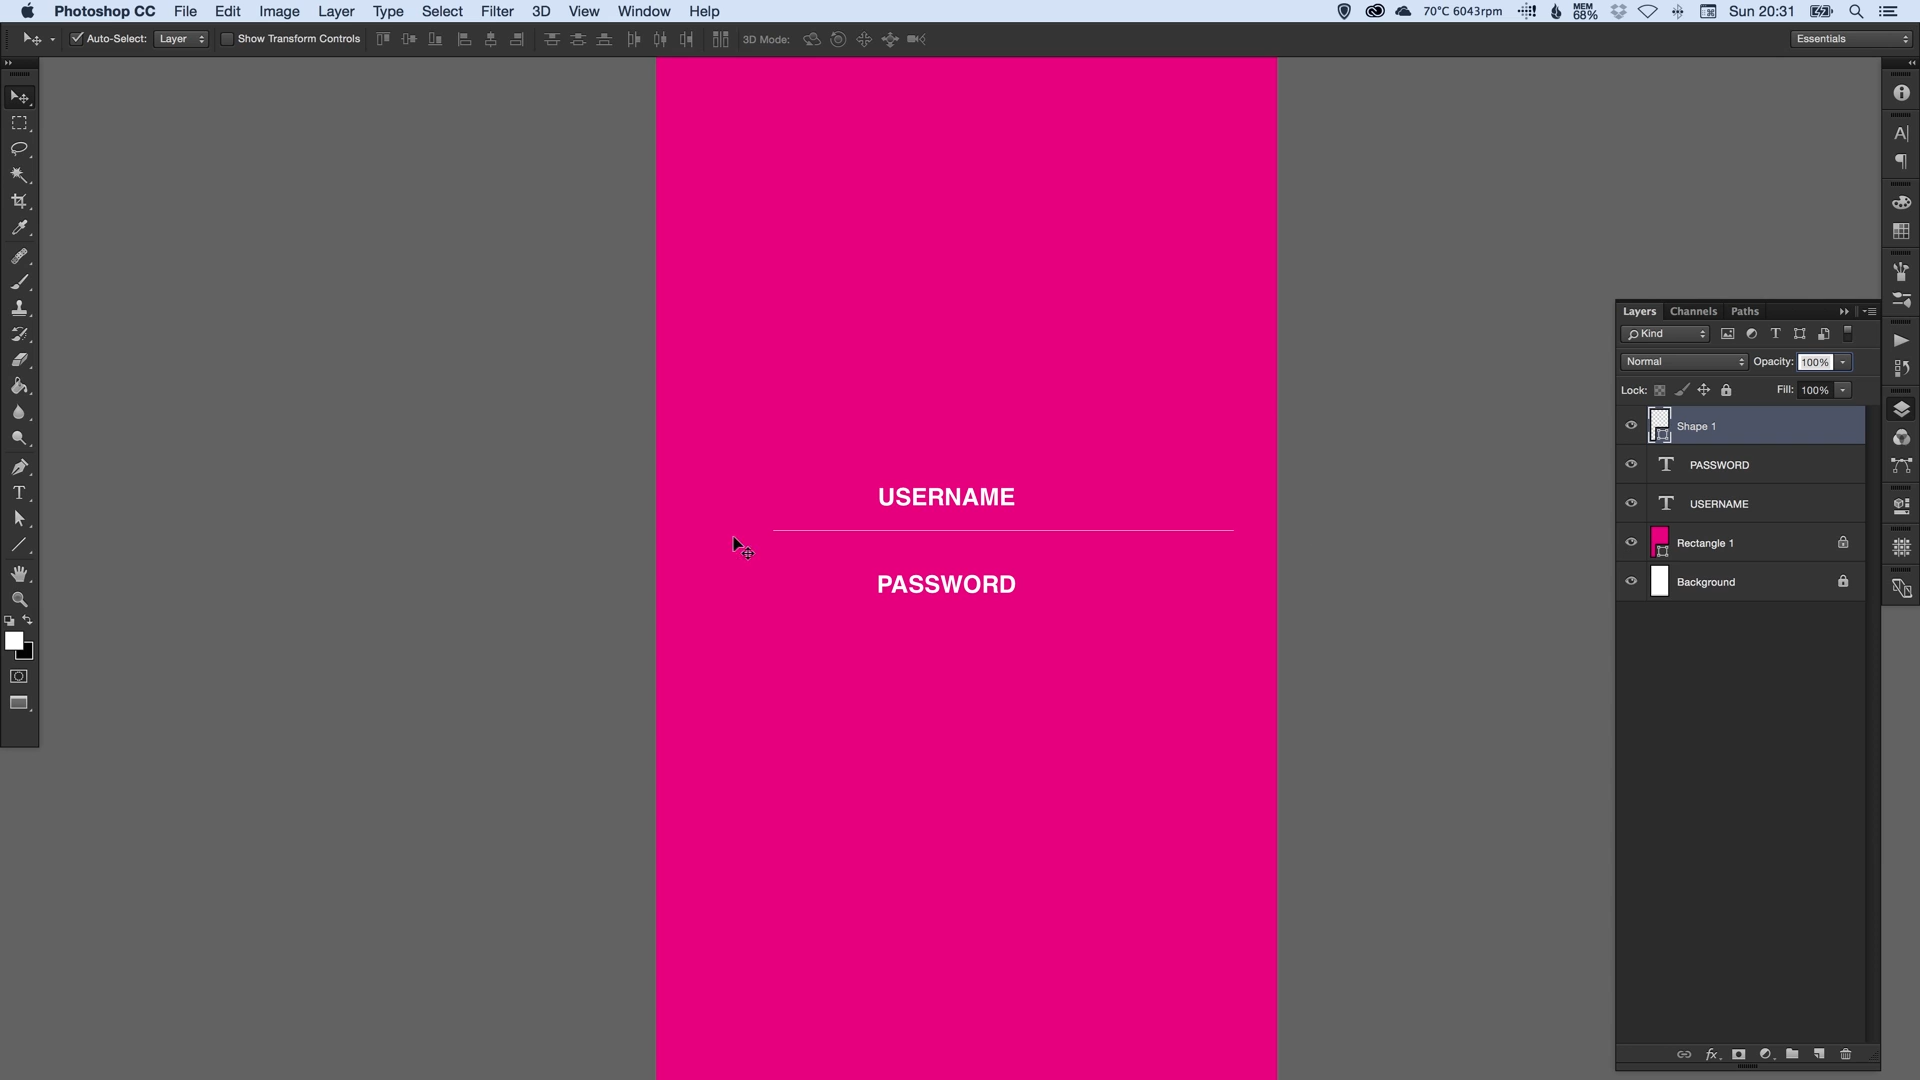 Photoshop CC File Edit Image Layer Type Select Filter 3D View Window Help 70°C 6043rpm MEM 68% Sun 20:31
Auto-Select: Layer Show Transform Controls 3D Mode: Essentials
Layers Channels Paths
Kind
Normal Opacity: 100%
Lock: Fill: 100%
Shape 1
PASSWORD
USERNAME
Rectangle 1
Background
USERNAME
PASSWORD